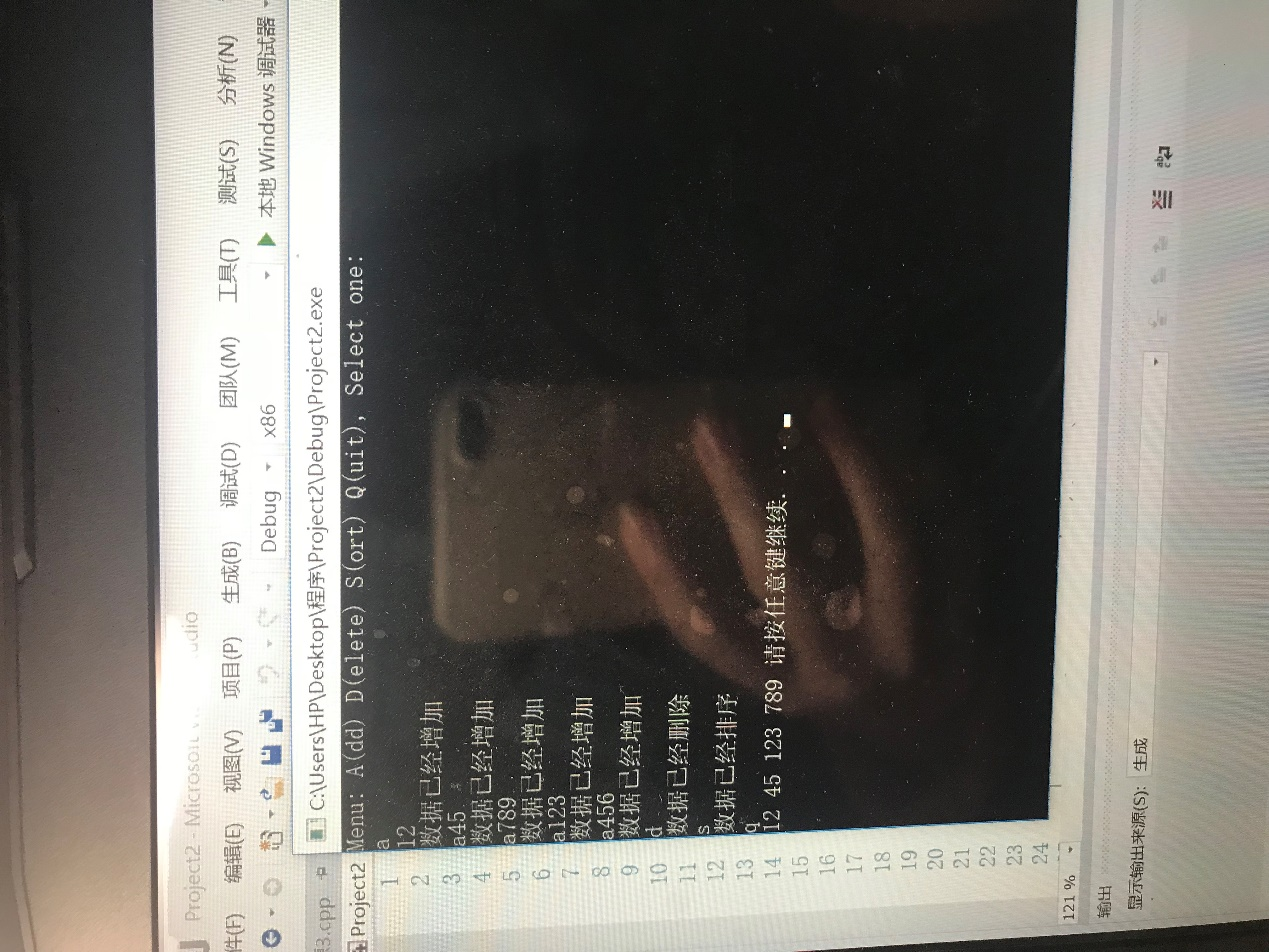 Project2 - Microsoft
件(F) 编辑(E) 视图(V) 项目(P) 生成(B) 调试(D) 团队(M) 工具(T) 测试(S) 分析(N)
Debug x86 本地 Windows 调试器
C:\Users\HP\Desktop\程序\Project2\Debug\Project2.exe
3.cpp
Project2
Menu: A(dd) D(elete) S(ort) Q(uit), Select one:
a
12
数据已经增加
a45
数据已经增加
a789
数据已经增加
a123
数据已经增加
a456
数据已经增加
d
数据已经删除
s
数据已经排序
q
12 45 123 789 请按任意键继续. . .
1
2
3
4
5
6
7
8
9
10
11
12
13
14
15
16
17
18
19
20
21
22
23
24
121 %
输出
显示输出来源(S): 生成